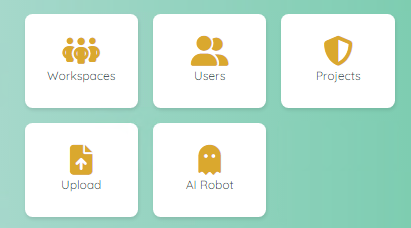 Workspaces
Users
Projects
Upload
AI Robot